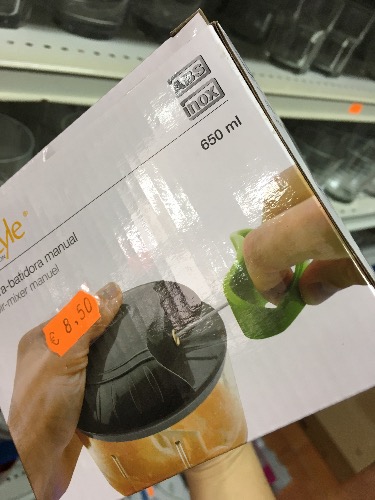 ABS
inox
650 ml
yle
a-batidora manual
ir-mixer manuel
€ 8,50